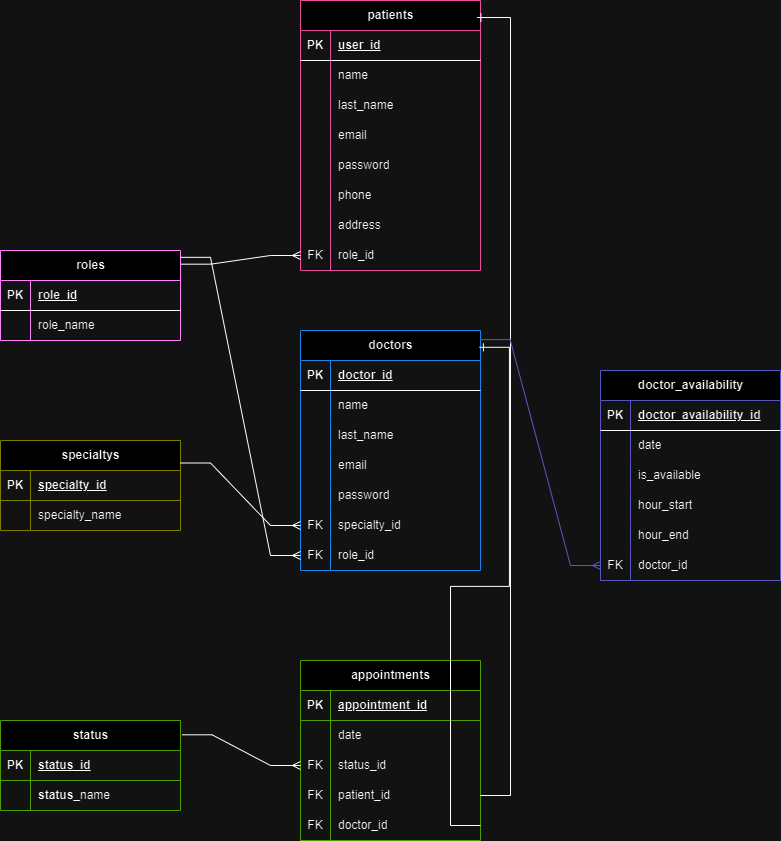 patients
PK user_id
name
last_name
email
password
phone
address
FK role_id
roles
PK role_id
role_name
doctors
PK doctor_id
name
last_name
email
password
FK specialty_id
FK role_id
doctor_availability
PK doctor_availability_id
date
is_available
hour_start
hour_end
FK doctor_id
specialtys
PK specialty_id
specialty_name
appointments
PK appointment_id
date
FK status_id
FK patient_id
FK doctor_id
status
PK status_id
status_name